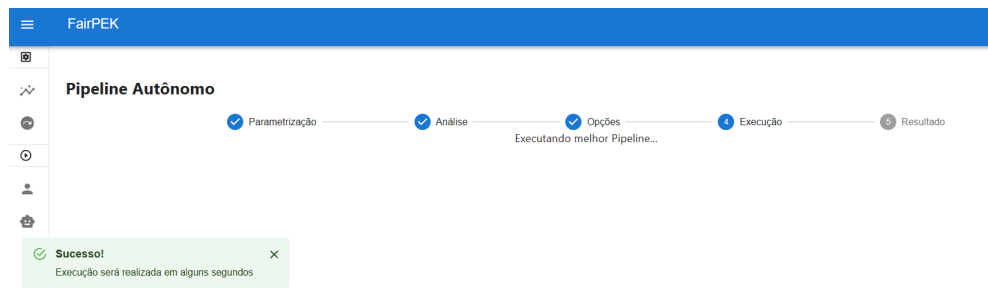 FairPEK
Pipeline Autônomo
Parametrização
Análise
Opções
4 Execução
5 Resultado
Executando melhor Pipeline...
Sucesso!
Execução será realizada em alguns segundos